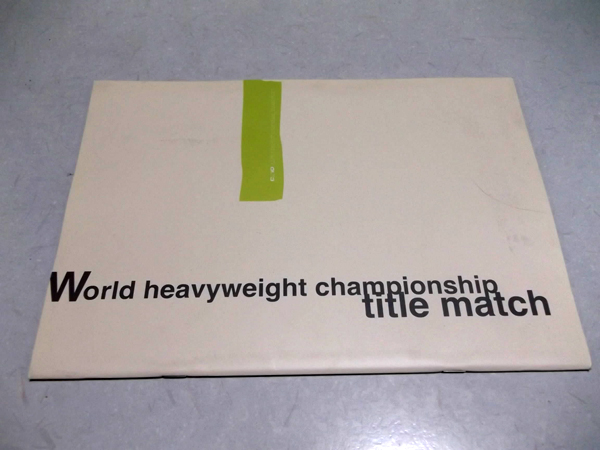 World heavyweight championship
title match